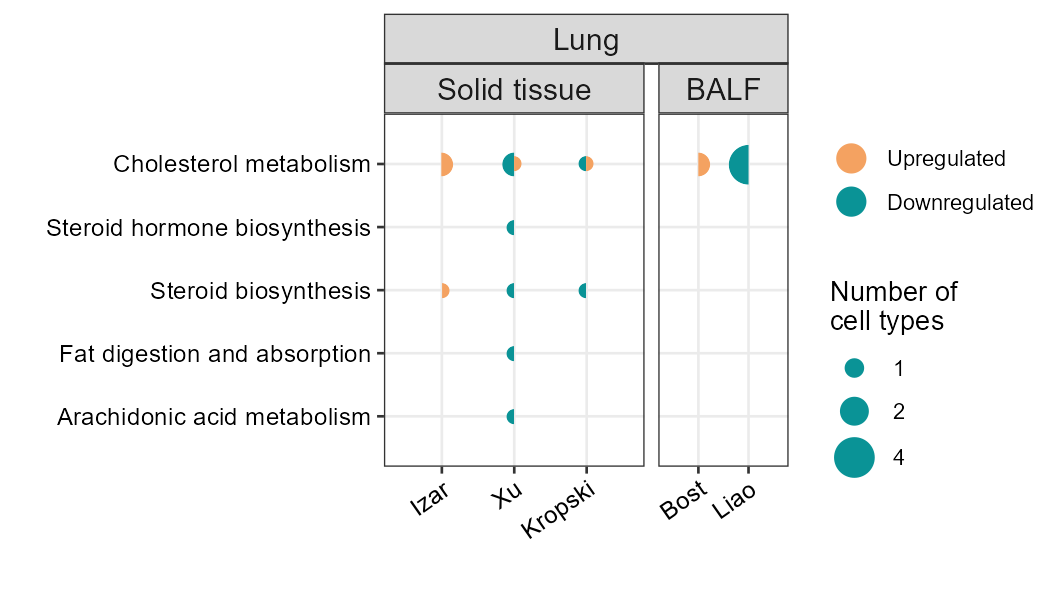 Lung
Solid tissue
BALF
Cholesterol metabolism
Steroid hormone biosynthesis
Steroid biosynthesis
Fat digestion and absorption
Arachidonic acid metabolism
Izar
Xu
Kropski
Bost
Liao
Upregulated
Downregulated
Number of
cell types
1
2
4